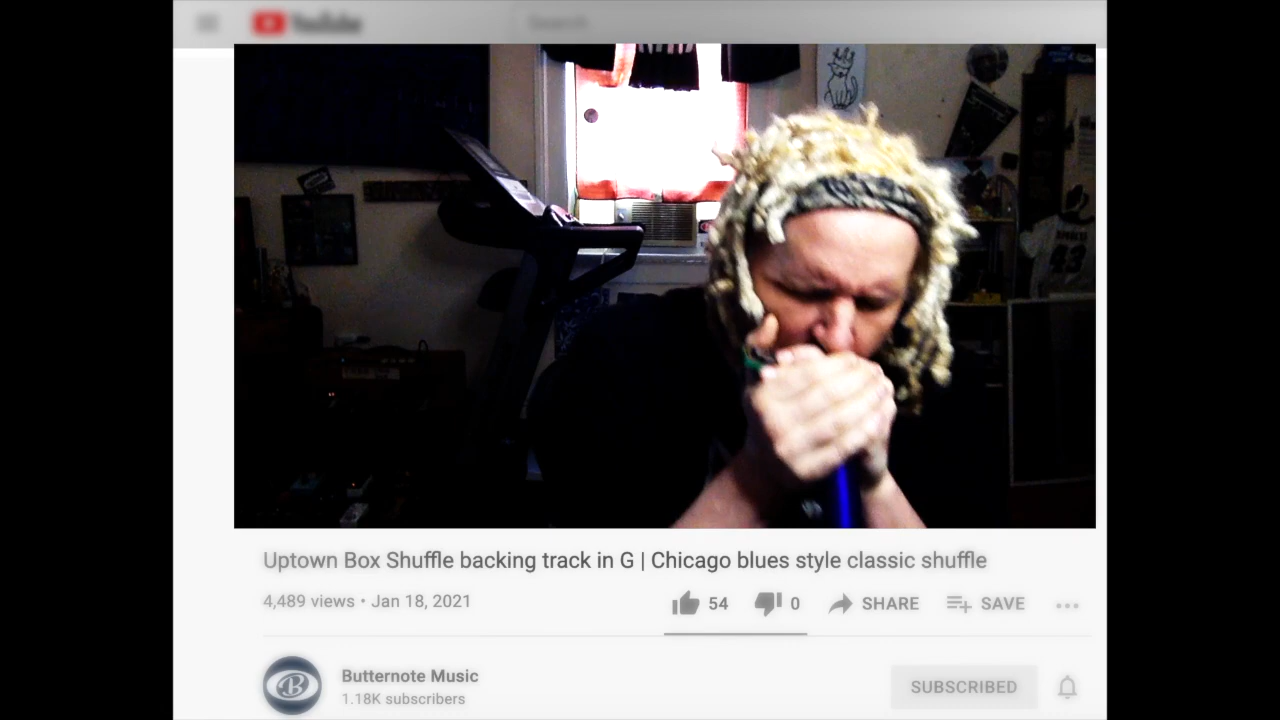 YouTube
Search
43
Uptown Box Shuffle backing track in G | Chicago blues style classic shuffle
4,489 views • Jan 18, 2021
54
0
SHARE
SAVE
B
Butternote Music
1.18K subscribers
SUBSCRIBED